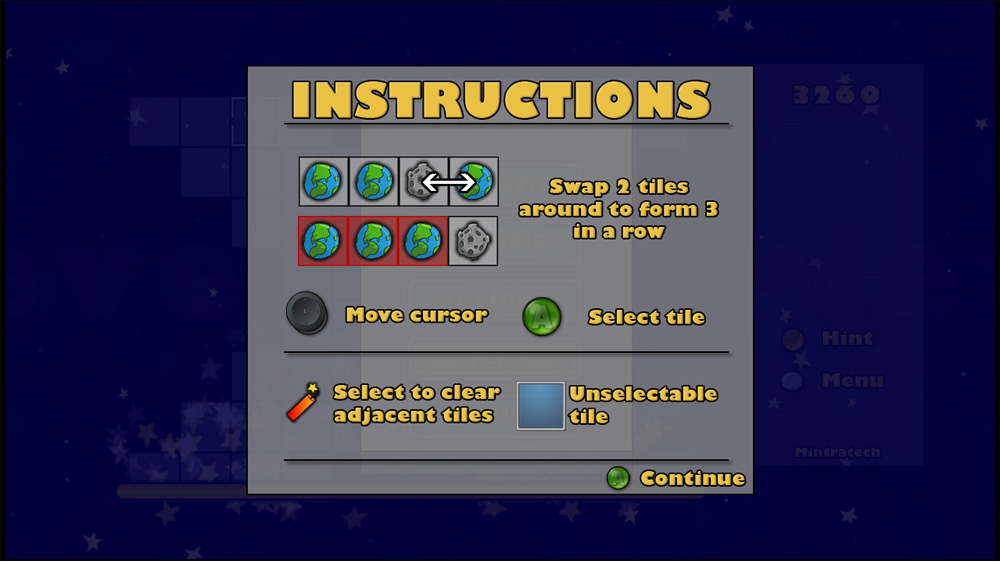 INSTRUCTIONS
3260
Swap 2 tiles
around to form 3
in a row
L
Move cursor
A
Select tile
Hint
Menu
Select to clear
adjacent tiles
Unselectable
tile
Mintratech
A
Continue